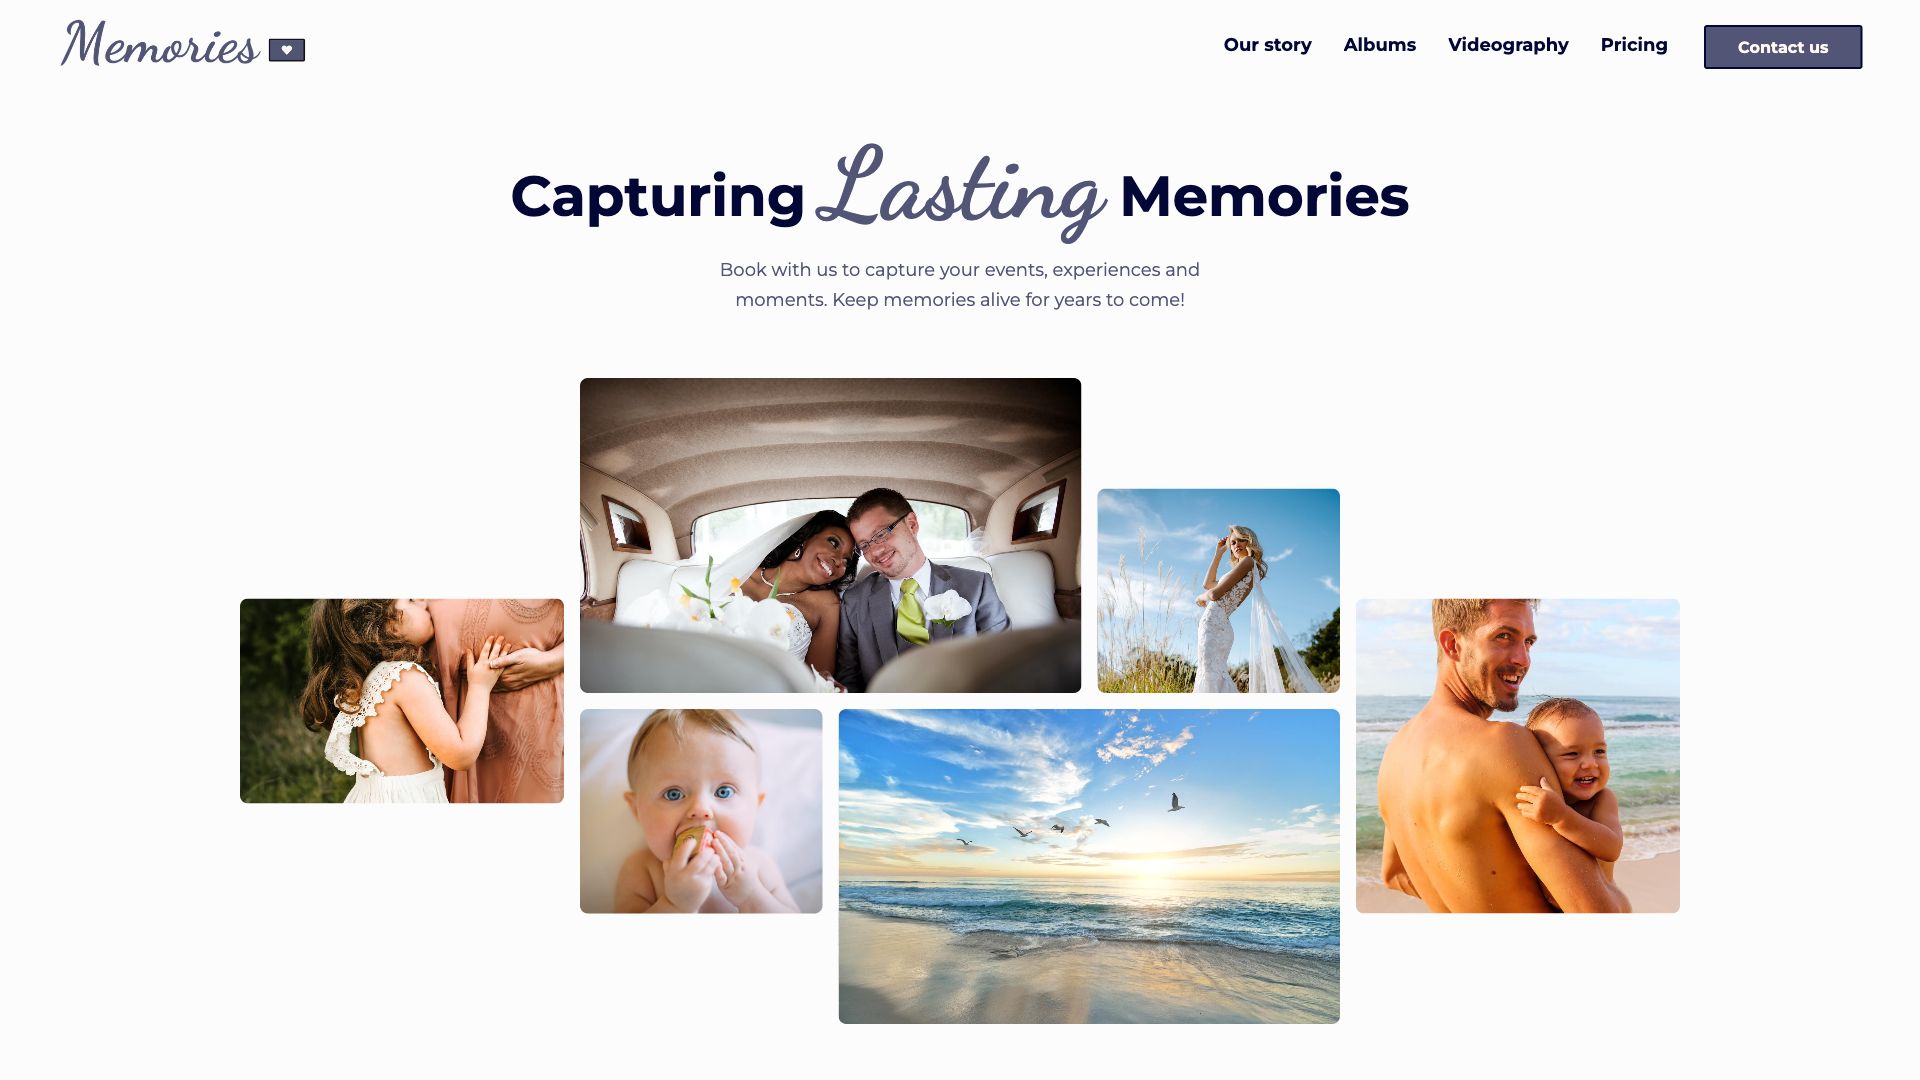 Memories
Our story
Albums
Videography
Pricing
Contact us
Capturing Lasting Memories
Book with us to capture your events, experiences and
moments. Keep memories alive for years to come!